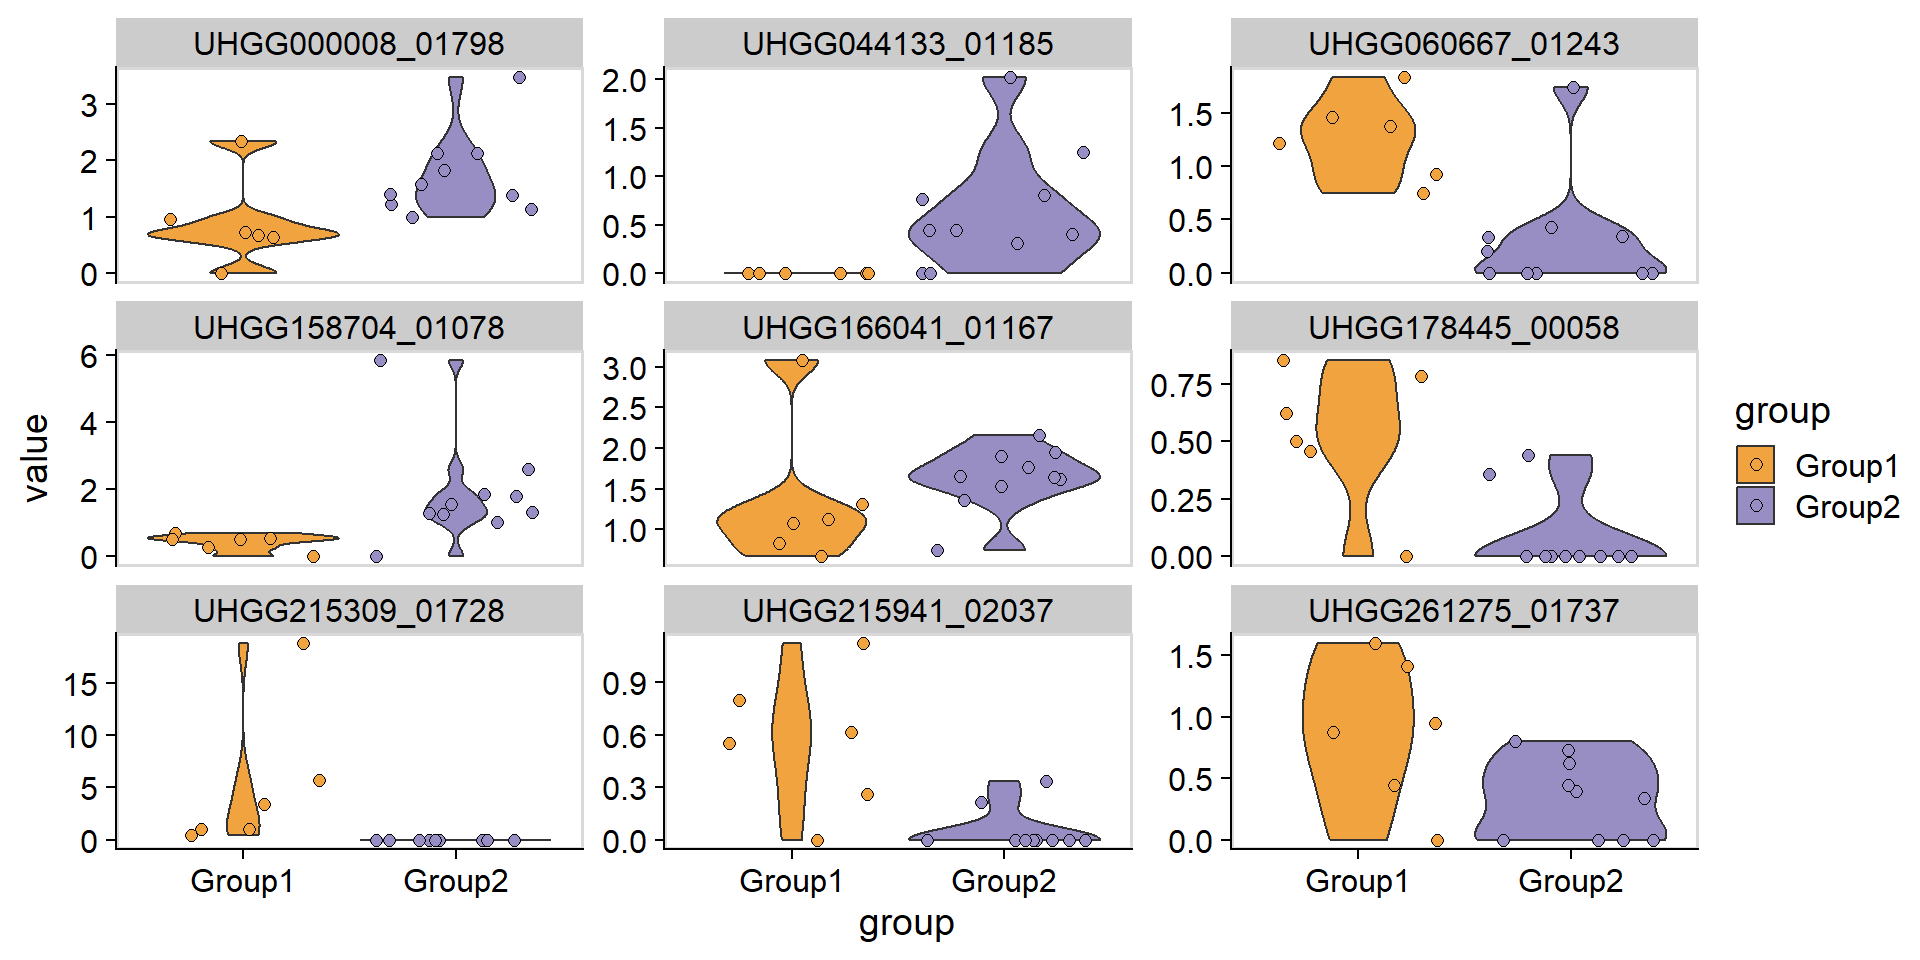 UHGG000008_01798
UHGG044133_01185
UHGG060667_01243
3
2
1
0
2.0
1.5
1.0
0.5
0.0
1.5
1.0
0.5
0.0
UHGG158704_01078
UHGG166041_01167
UHGG178445_00058
6
4
2
0
3.0
2.5
2.0
1.5
1.0
0.75
0.50
0.25
0.00
UHGG215309_01728
UHGG215941_02037
UHGG261275_01737
15
10
5
0
0.9
0.6
0.3
0.0
1.5
1.0
0.5
0.0
Group1
Group2
Group1
Group2
Group1
Group2
group
value
group
Group1
Group2